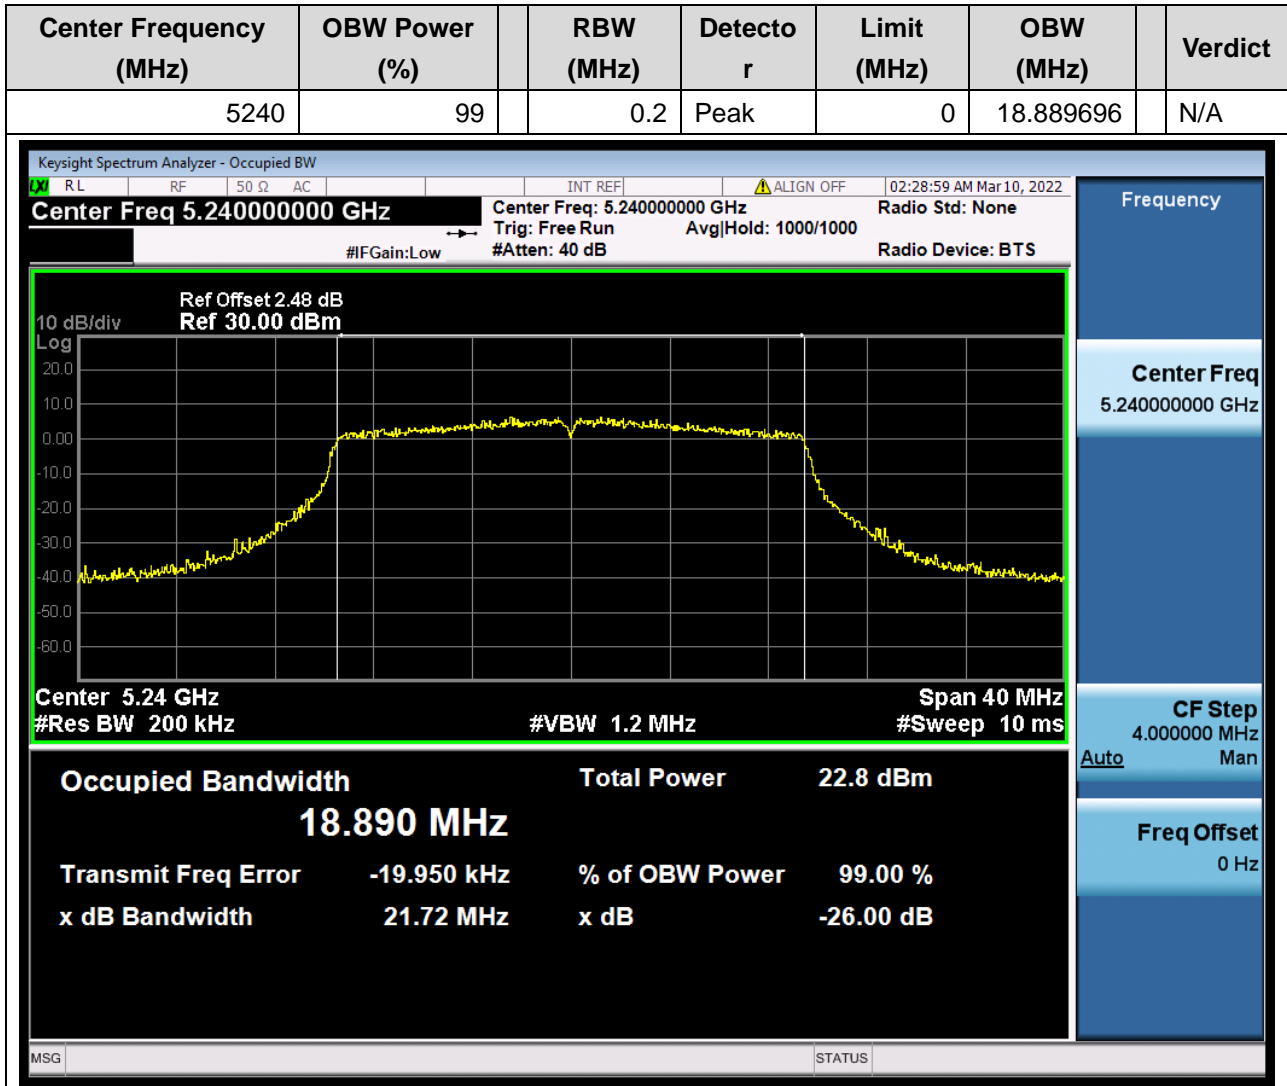 Center Frequency (MHz) OBW Power (%) RBW (MHz) Detecto r Limit (MHz) OBW (MHz) Verdict
5240 99 0.2 Peak 0 18.889696 N/A
Keysight Spectrum Analyzer - Occupied BW
LXI RL RF 50 Ω AC INT REF ALIGN OFF 02:28:59 AM Mar 10, 2022
Center Freq 5.240000000 GHz
Center Freq: 5.240000000 GHz Radio Std: None
Trig: Free Run Avg|Hold: 1000/1000
#IFGain:Low #Atten: 40 dB Radio Device: BTS
Ref Offset 2.48 dB
10 dB/div Ref 30.00 dBm
Log
20.0
10.0
0.00
-10.0
-20.0
-30.0
-40.0
-50.0
-60.0
Center 5.24 GHz Span 40 MHz
#Res BW 200 kHz #VBW 1.2 MHz #Sweep 10 ms
Occupied Bandwidth Total Power 22.8 dBm
18.890 MHz
Transmit Freq Error -19.950 kHz % of OBW Power 99.00 %
x dB Bandwidth 21.72 MHz x dB -26.00 dB
Frequency
Center Freq
5.240000000 GHz
CF Step
4.000000 MHz
Auto Man
Freq Offset
0 Hz
MSG STATUS